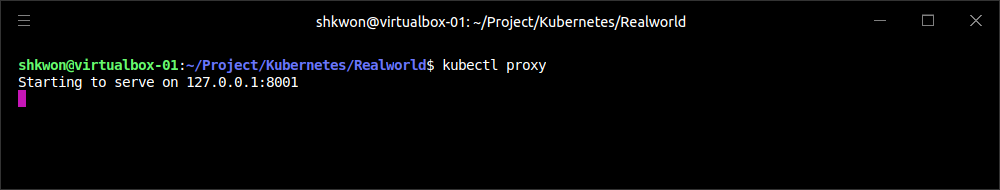 shkwon@virtualbox-01: ~/Project/Kubernetes/Realworld
shkwon@virtualbox-01:~/Project/Kubernetes/Realworld$ kubectl proxy
Starting to serve on 127.0.0.1:8001